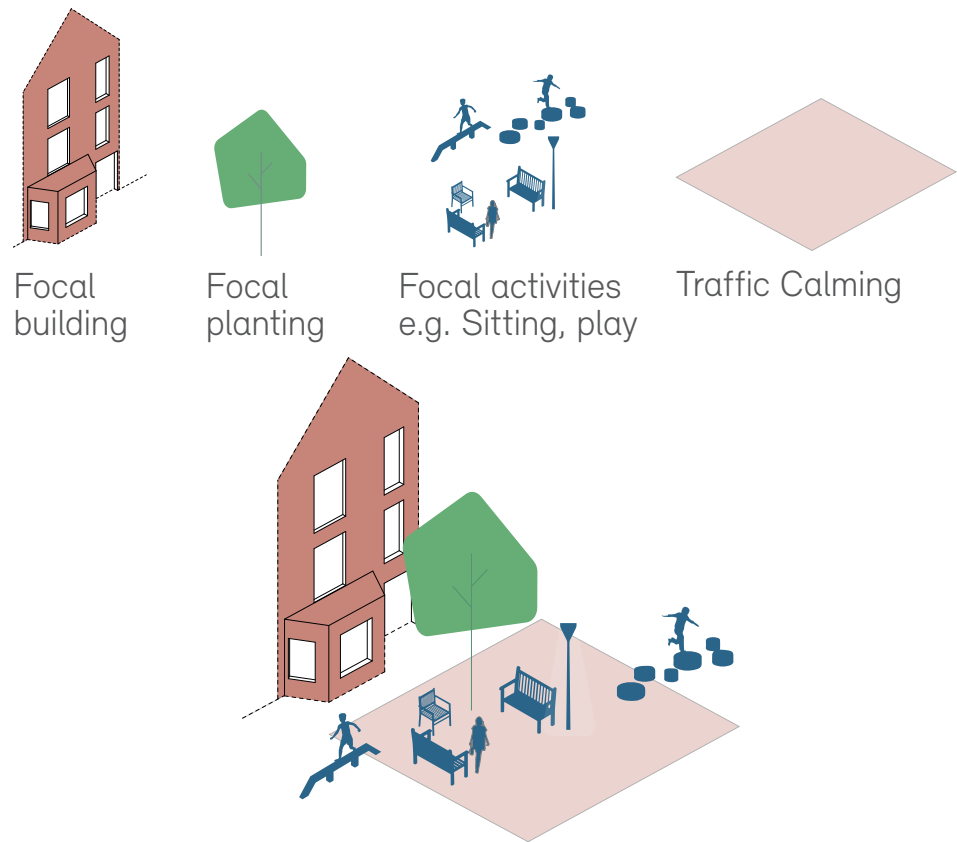 Focal
building
Focal
planting
Focal activities
e.g. Sitting, play
Traffic Calming